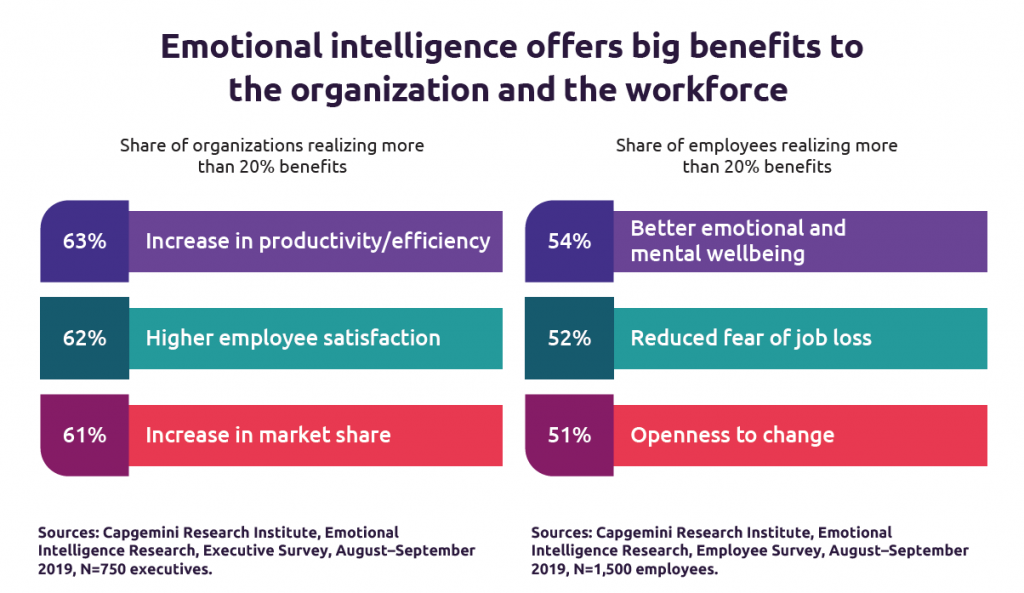 Emotional intelligence offers big benefits to
the organization and the workforce
Share of organizations realizing more
than 20% benefits
63% Increase in productivity/efficiency
62% Higher employee satisfaction
61% Increase in market share
Sources: Capgemini Research Institute, Emotional
Intelligence Research, Executive Survey, August–September
2019, N=750 executives.
Share of employees realizing more
than 20% benefits
54% Better emotional and
mental wellbeing
52% Reduced fear of job loss
51% Openness to change
Sources: Capgemini Research Institute, Emotional
Intelligence Research, Employee Survey, August–September
2019, N=1,500 employees.